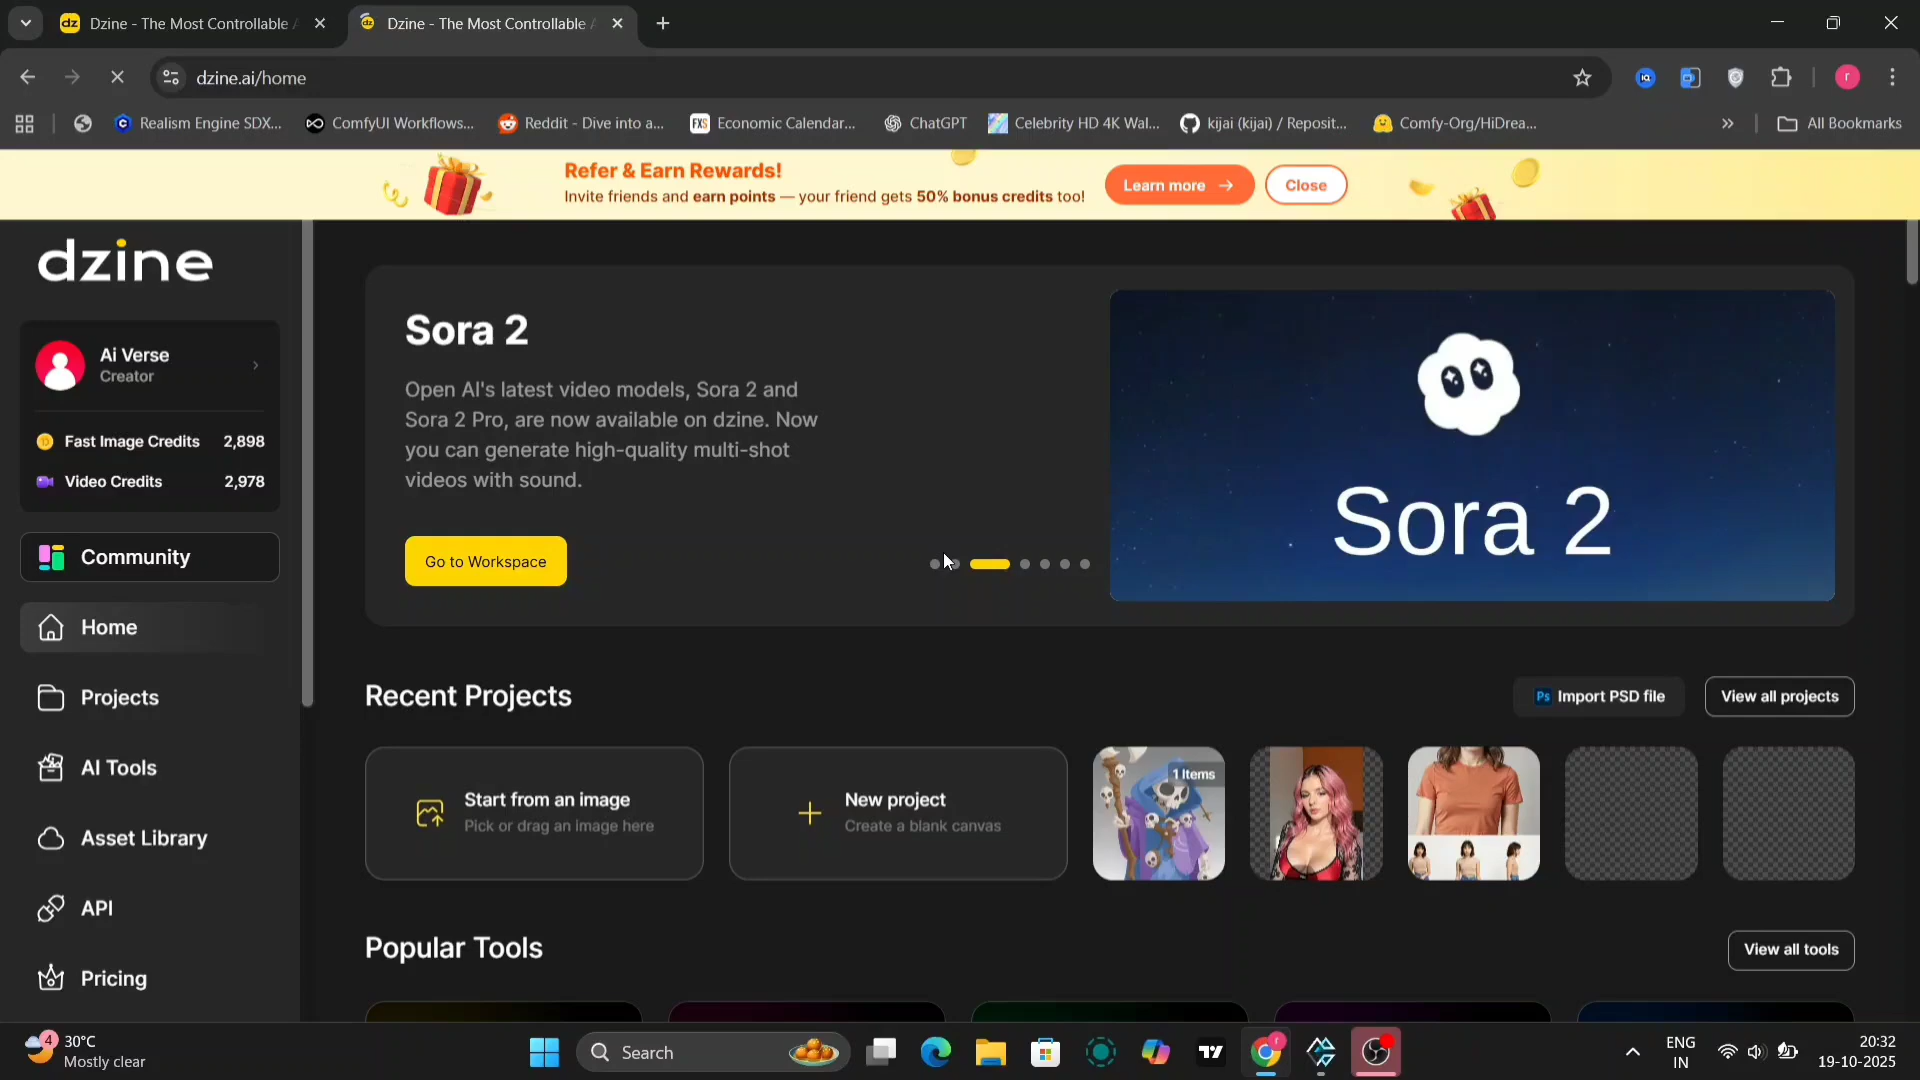 Dzine - The Most Controllable A
Dzine - The Most Controllable A
dzine.ai/home
Realism Engine SDX...
ComfyUI Workflows...
Reddit - Dive into a...
Economic Calendar...
ChatGPT
Celebrity HD 4K Wal...
kijai (kijai) / Reposit...
Comfy-Org/HiDrea...
All Bookmarks
Refer & Earn Rewards!
Invite friends and earn points — your friend gets 50% bonus credits too!
Learn more →
Close
dzine
Ai Verse
Creator
Fast Image Credits 2,898
Video Credits 2,978
Community
Home
Projects
AI Tools
Asset Library
API
Pricing
Sora 2
Open AI's latest video models, Sora 2 and
Sora 2 Pro, are now available on dzine. Now
you can generate high-quality multi-shot
videos with sound.
Go to Workspace
Sora 2
Recent Projects
Ps Import PSD file
View all projects
Start from an image
Pick or drag an image here
New project
Create a blank canvas
1 Items
Popular Tools
View all tools
4
30°C
Mostly clear
Search
ENG
IN
20:32
19-10-2025